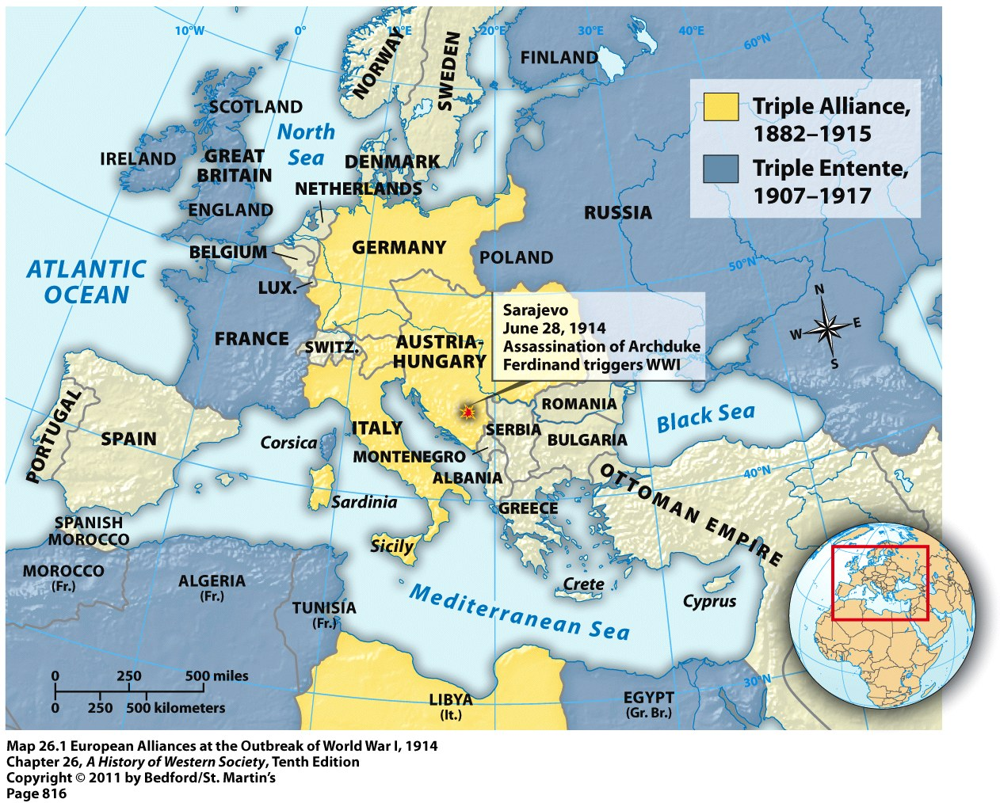 10°W
0°
10°E
20°E
30°E
40°E
60°N
NORWAY
SWEDEN
FINLAND
Triple Alliance,
1882–1915
Triple Entente,
1907–1917
SCOTLAND
North
Sea
IRELAND
GREAT
BRITAIN
DENMARK
NETHERLANDS
ENGLAND
RUSSIA
BELGIUM
GERMANY
POLAND
50°N
ATLANTIC
OCEAN
LUX.
N
W
E
S
Sarajevo
June 28, 1914
Assassination of Archduke
Ferdinand triggers WWI
FRANCE
SWITZ.
AUSTRIA-
HUNGARY
PORTUGAL
SPAIN
Corsica
ITALY
ROMANIA
Black Sea
SERBIA
BULGARIA
MONTENEGRO
ALBANIA
OTTOMAN EMPIRE
40°N
Sardinia
GREECE
SPANISH
MOROCCO
Sicily
MOROCCO
(Fr.)
ALGERIA
(Fr.)
TUNISIA
(Fr.)
Crete
Cyprus
Mediterranean Sea
0 250 500 miles
0 250 500 kilometers
LIBYA
(It.)
EGYPT
(Gr. Br.)
30°N
Map 26.1 European Alliances at the Outbreak of World War I, 1914
Chapter 26, A History of Western Society, Tenth Edition
Copyright © 2011 by Bedford/St. Martin's
Page 816